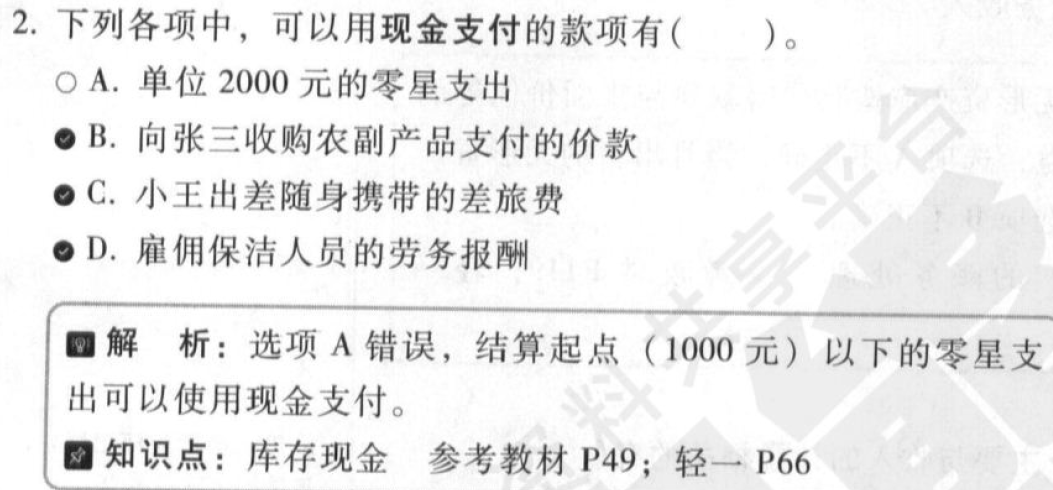 2. 下列各项中，可以用现金支付的款项有(　　)。
A. 单位 2000 元的零星支出
B. 向张三收购农副产品支付的价款
C. 小王出差随身携带的差旅费
D. 雇佣保洁人员的劳务报酬
解　析：选项 A 错误，结算起点（1000 元）以下的零星支
出可以使用现金支付。
知识点：库存现金　参考教材 P49；轻一 P66
料共享平台